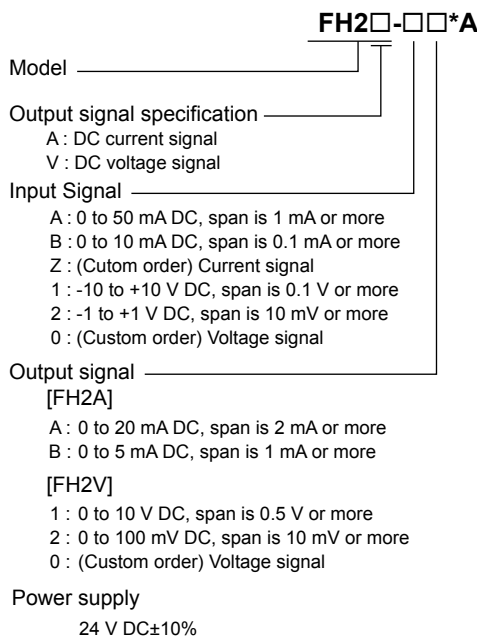 FH2□-□□*A
Model
Output signal specification
A : DC current signal
V : DC voltage signal
Input Signal
A : 0 to 50 mA DC, span is 1 mA or more
B : 0 to 10 mA DC, span is 0.1 mA or more
Z : (Cutom order) Current signal
1 : -10 to +10 V DC, span is 0.1 V or more
2 : -1 to +1 V DC, span is 10 mV or more
0 : (Custom order) Voltage signal
Output signal
[FH2A]
A : 0 to 20 mA DC, span is 2 mA or more
B : 0 to 5 mA DC, span is 1 mA or more
[FH2V]
1 : 0 to 10 V DC, span is 0.5 V or more
2 : 0 to 100 mV DC, span is 10 mV or more
0 : (Custom order) Voltage signal
Power supply
24 V DC±10%